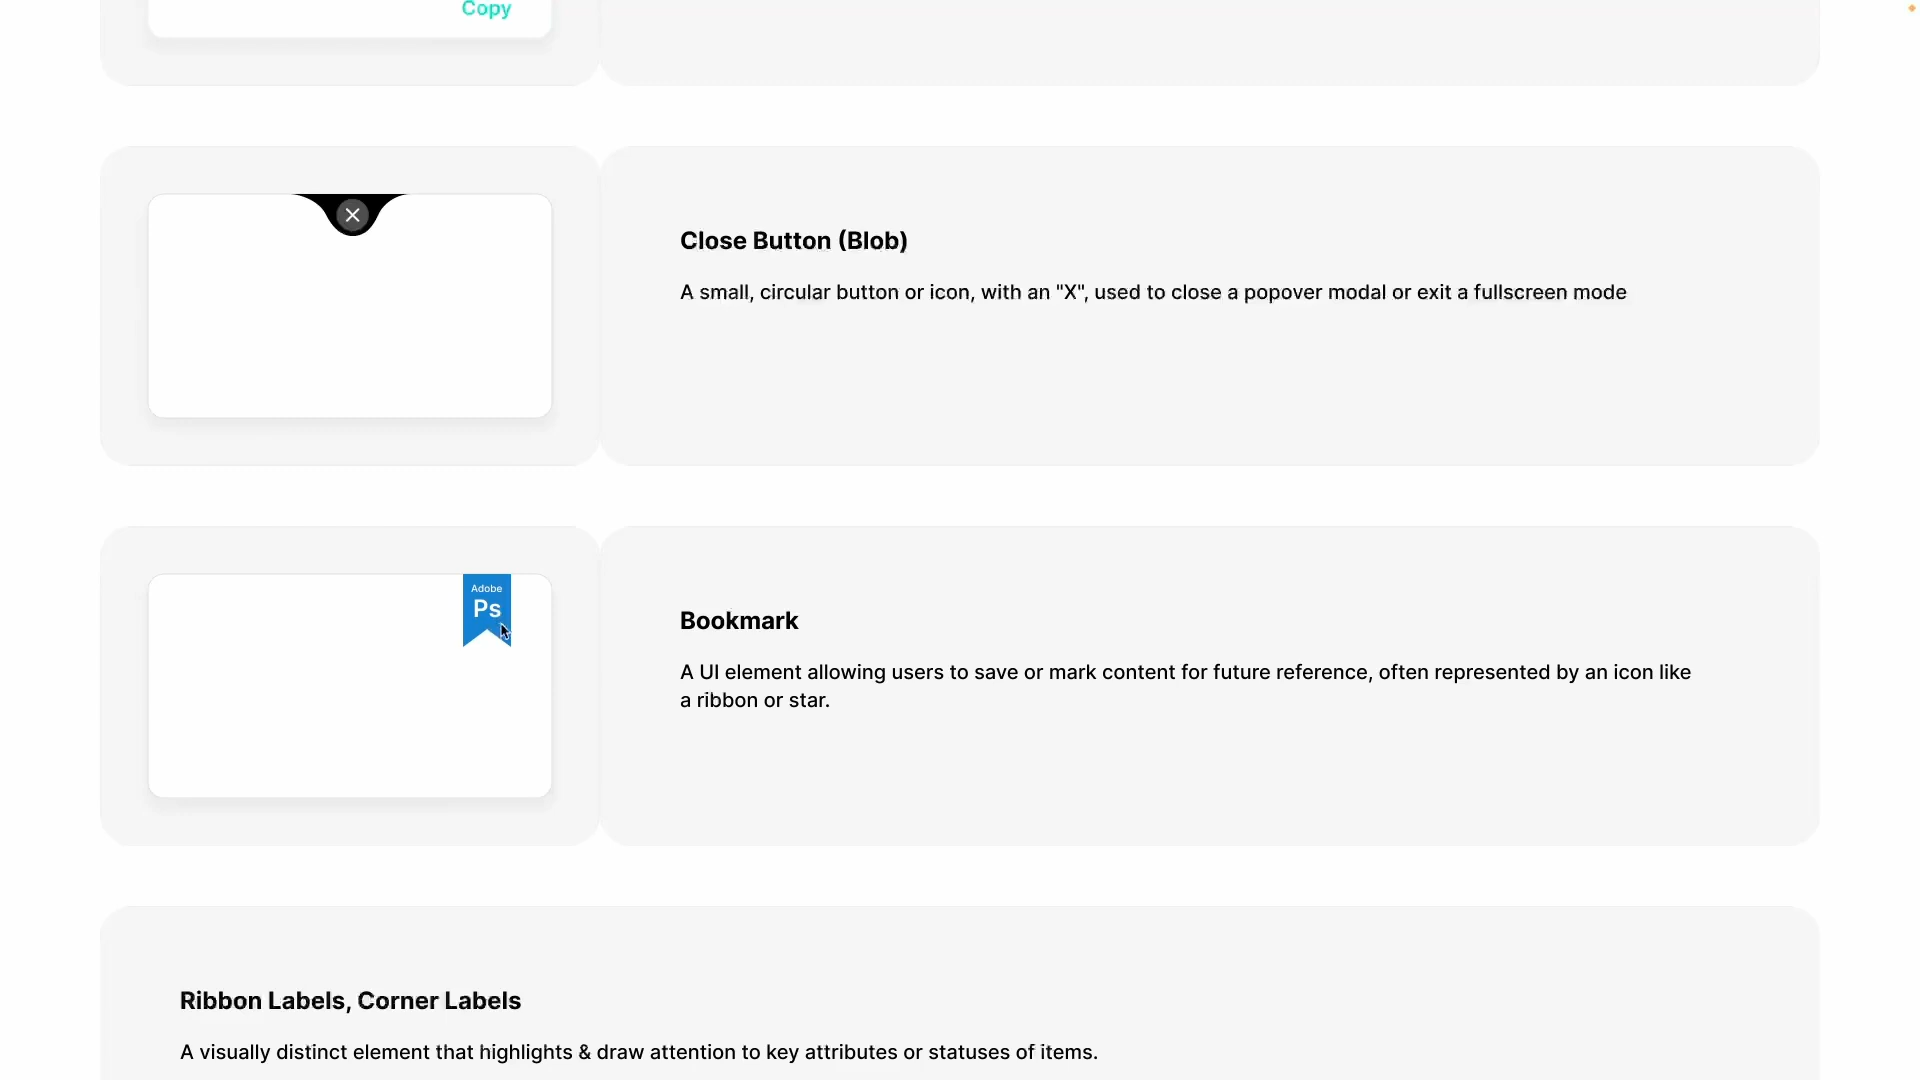 Copy
Close Button (Blob)
A small, circular button or icon, with an "X", used to close a popover modal or exit a fullscreen mode
Adobe
Ps
Bookmark
A UI element allowing users to save or mark content for future reference, often represented by an icon like
a ribbon or star.
Ribbon Labels, Corner Labels
A visually distinct element that highlights & draw attention to key attributes or statuses of items.